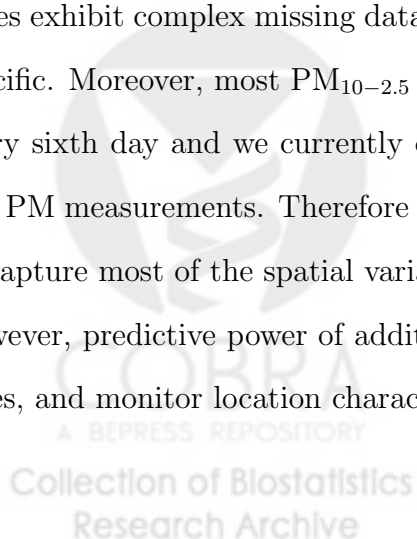 es exhibit complex missing data
cific. Moreover, most PM10−2.5
ry sixth day and we currently
PM measurements. Therefore
apture most of the spatial varia
wever, predictive power of addit
es, and monitor location charac
COBRA
A BEPRESS REPOSITORY
Collection of Biostatistics
Research Archive